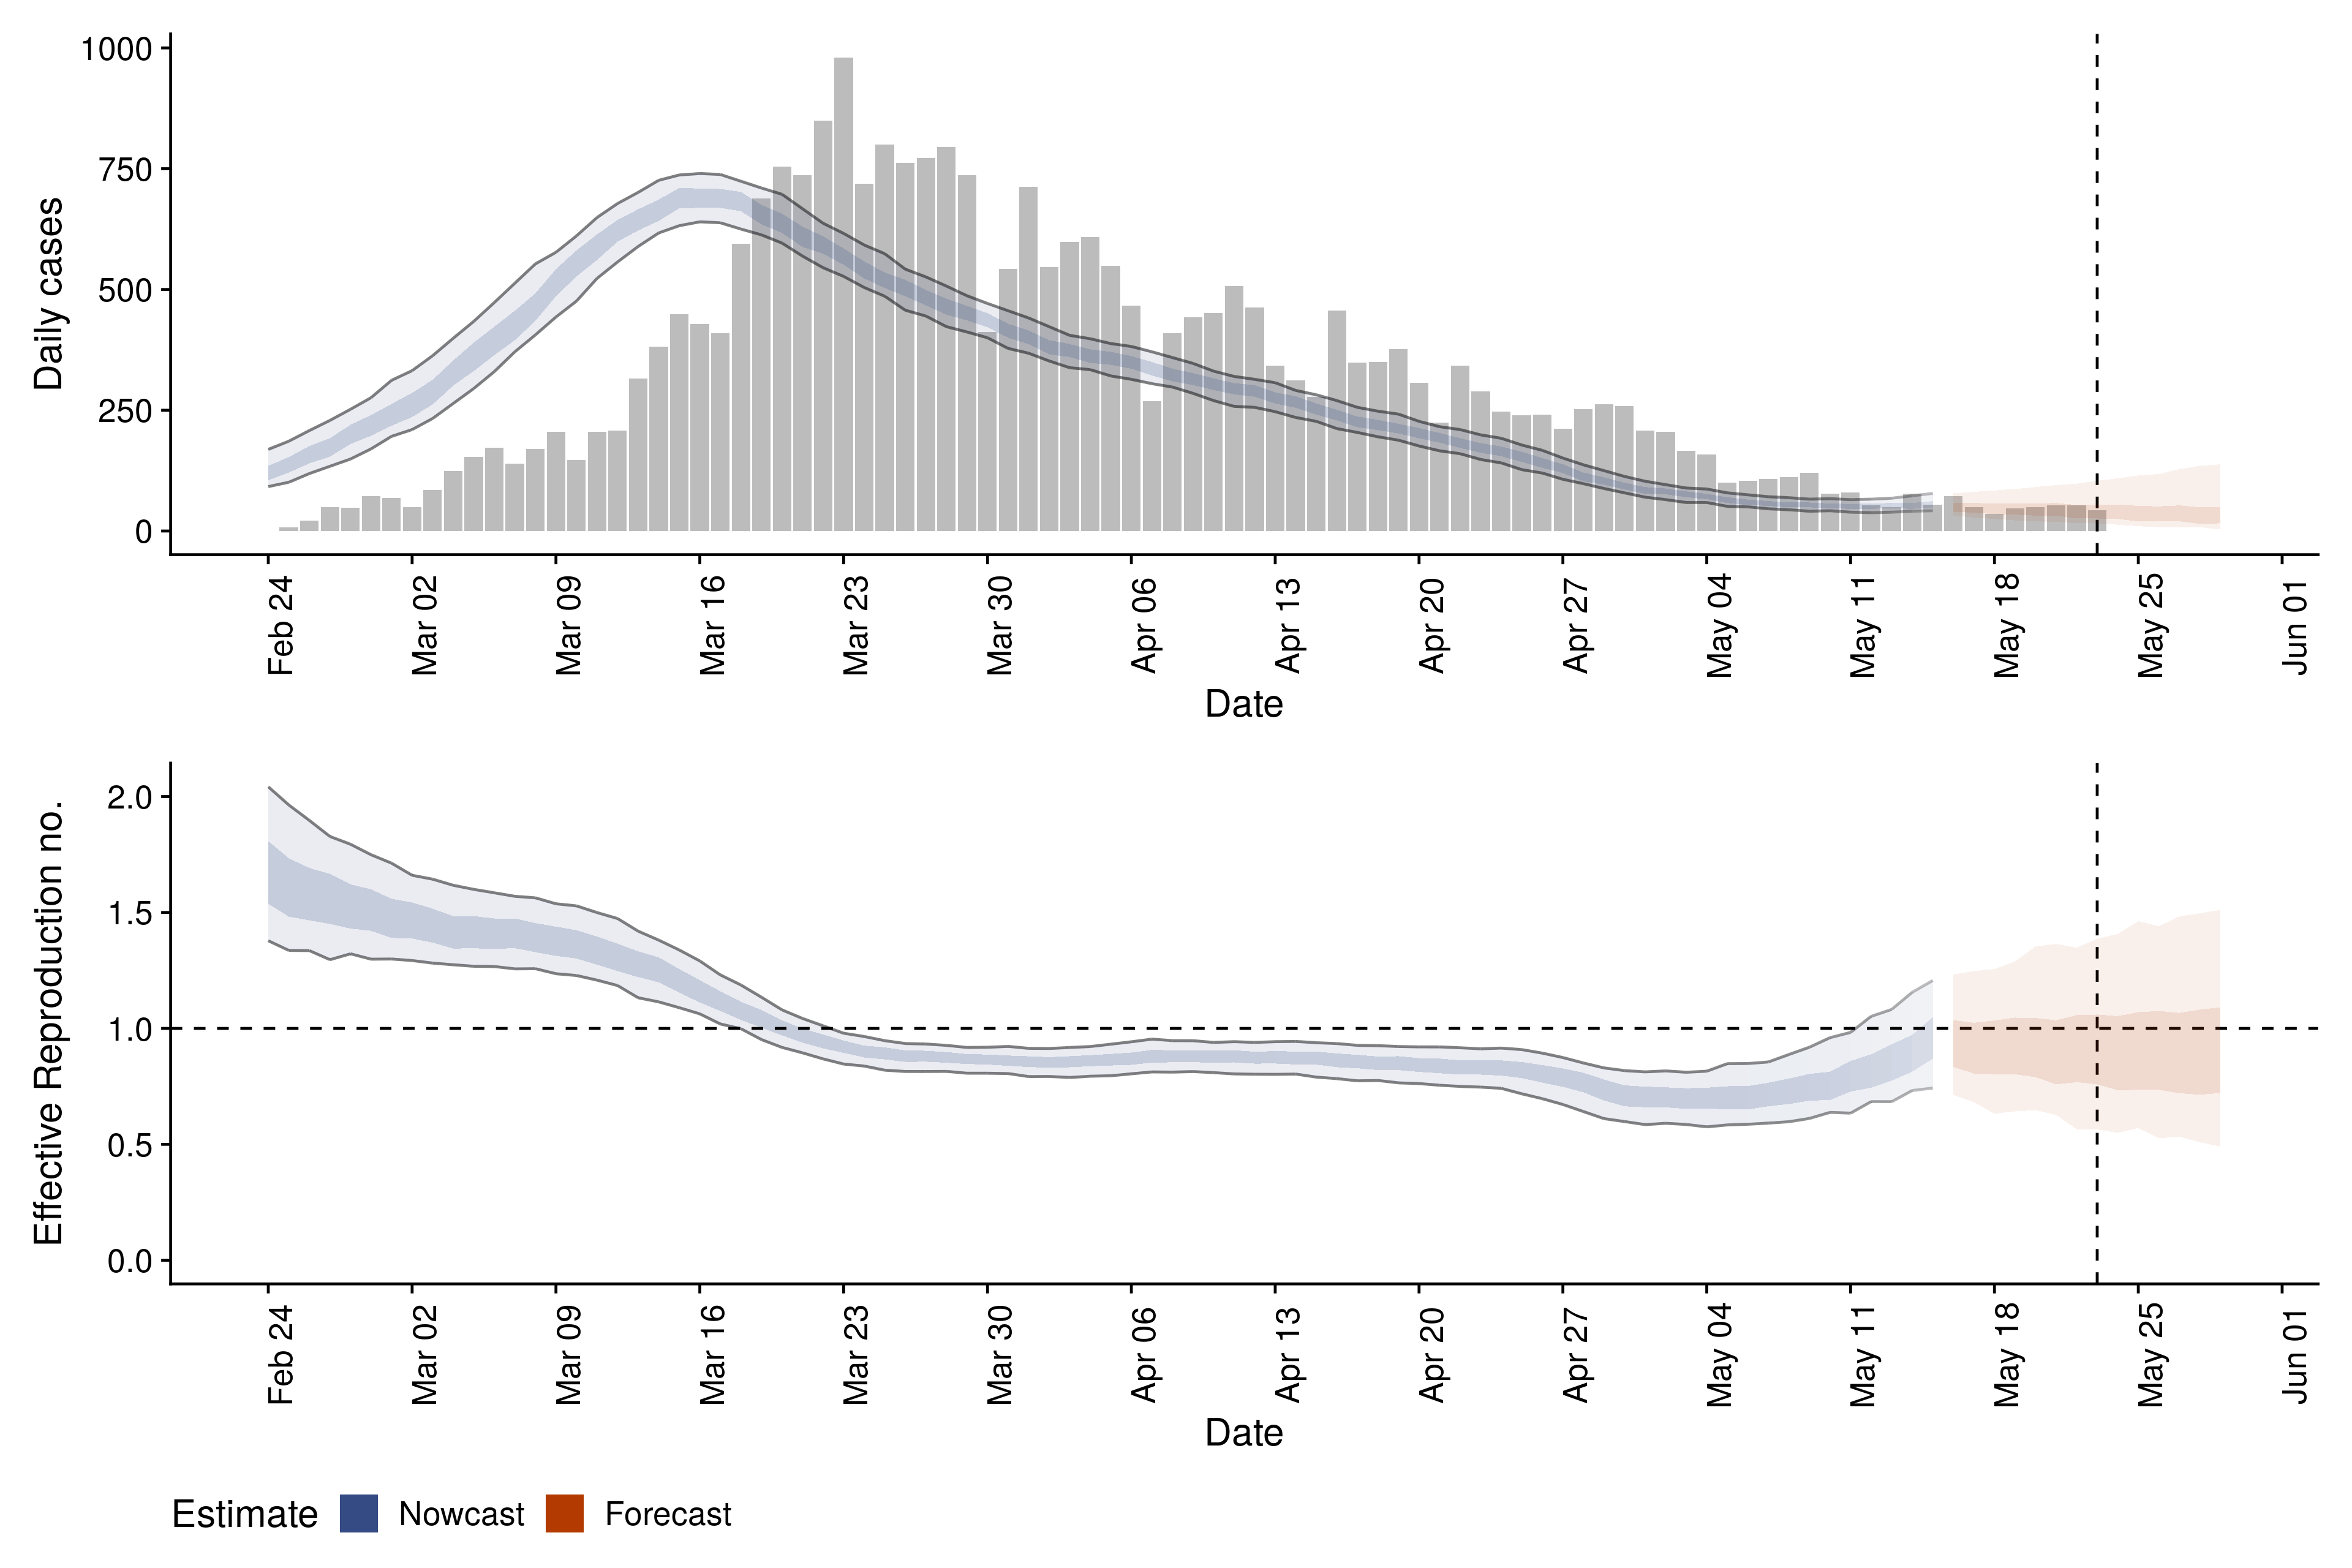 Daily cases
1000
750
500
250
0
Feb 24
Mar 02
Mar 09
Mar 16
Mar 23
Mar 30
Apr 06
Apr 13
Apr 20
Apr 27
May 04
May 11
May 18
May 25
Jun 01
Date
Effective Reproduction no.
2.0
1.5
1.0
0.5
0.0
Feb 24
Mar 02
Mar 09
Mar 16
Mar 23
Mar 30
Apr 06
Apr 13
Apr 20
Apr 27
May 04
May 11
May 18
May 25
Jun 01
Date
Estimate Nowcast Forecast